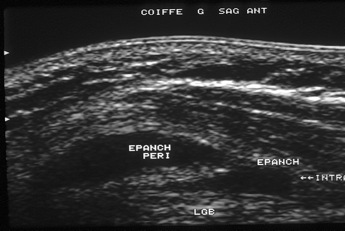 COIFFE G SAG ANT
EPANCH
PERI
EPANCH
←←INTRA
LGB